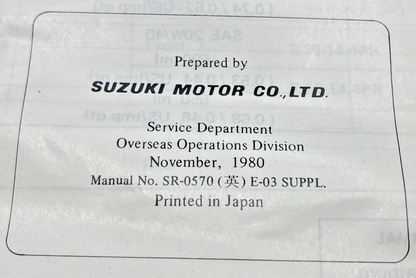 Prepared by
SUZUKI MOTOR CO., LTD.
Service Department
Overseas Operations Division
November, 1980
Manual No. SR-0570 (英) E-03 SUPPL.
Printed in Japan